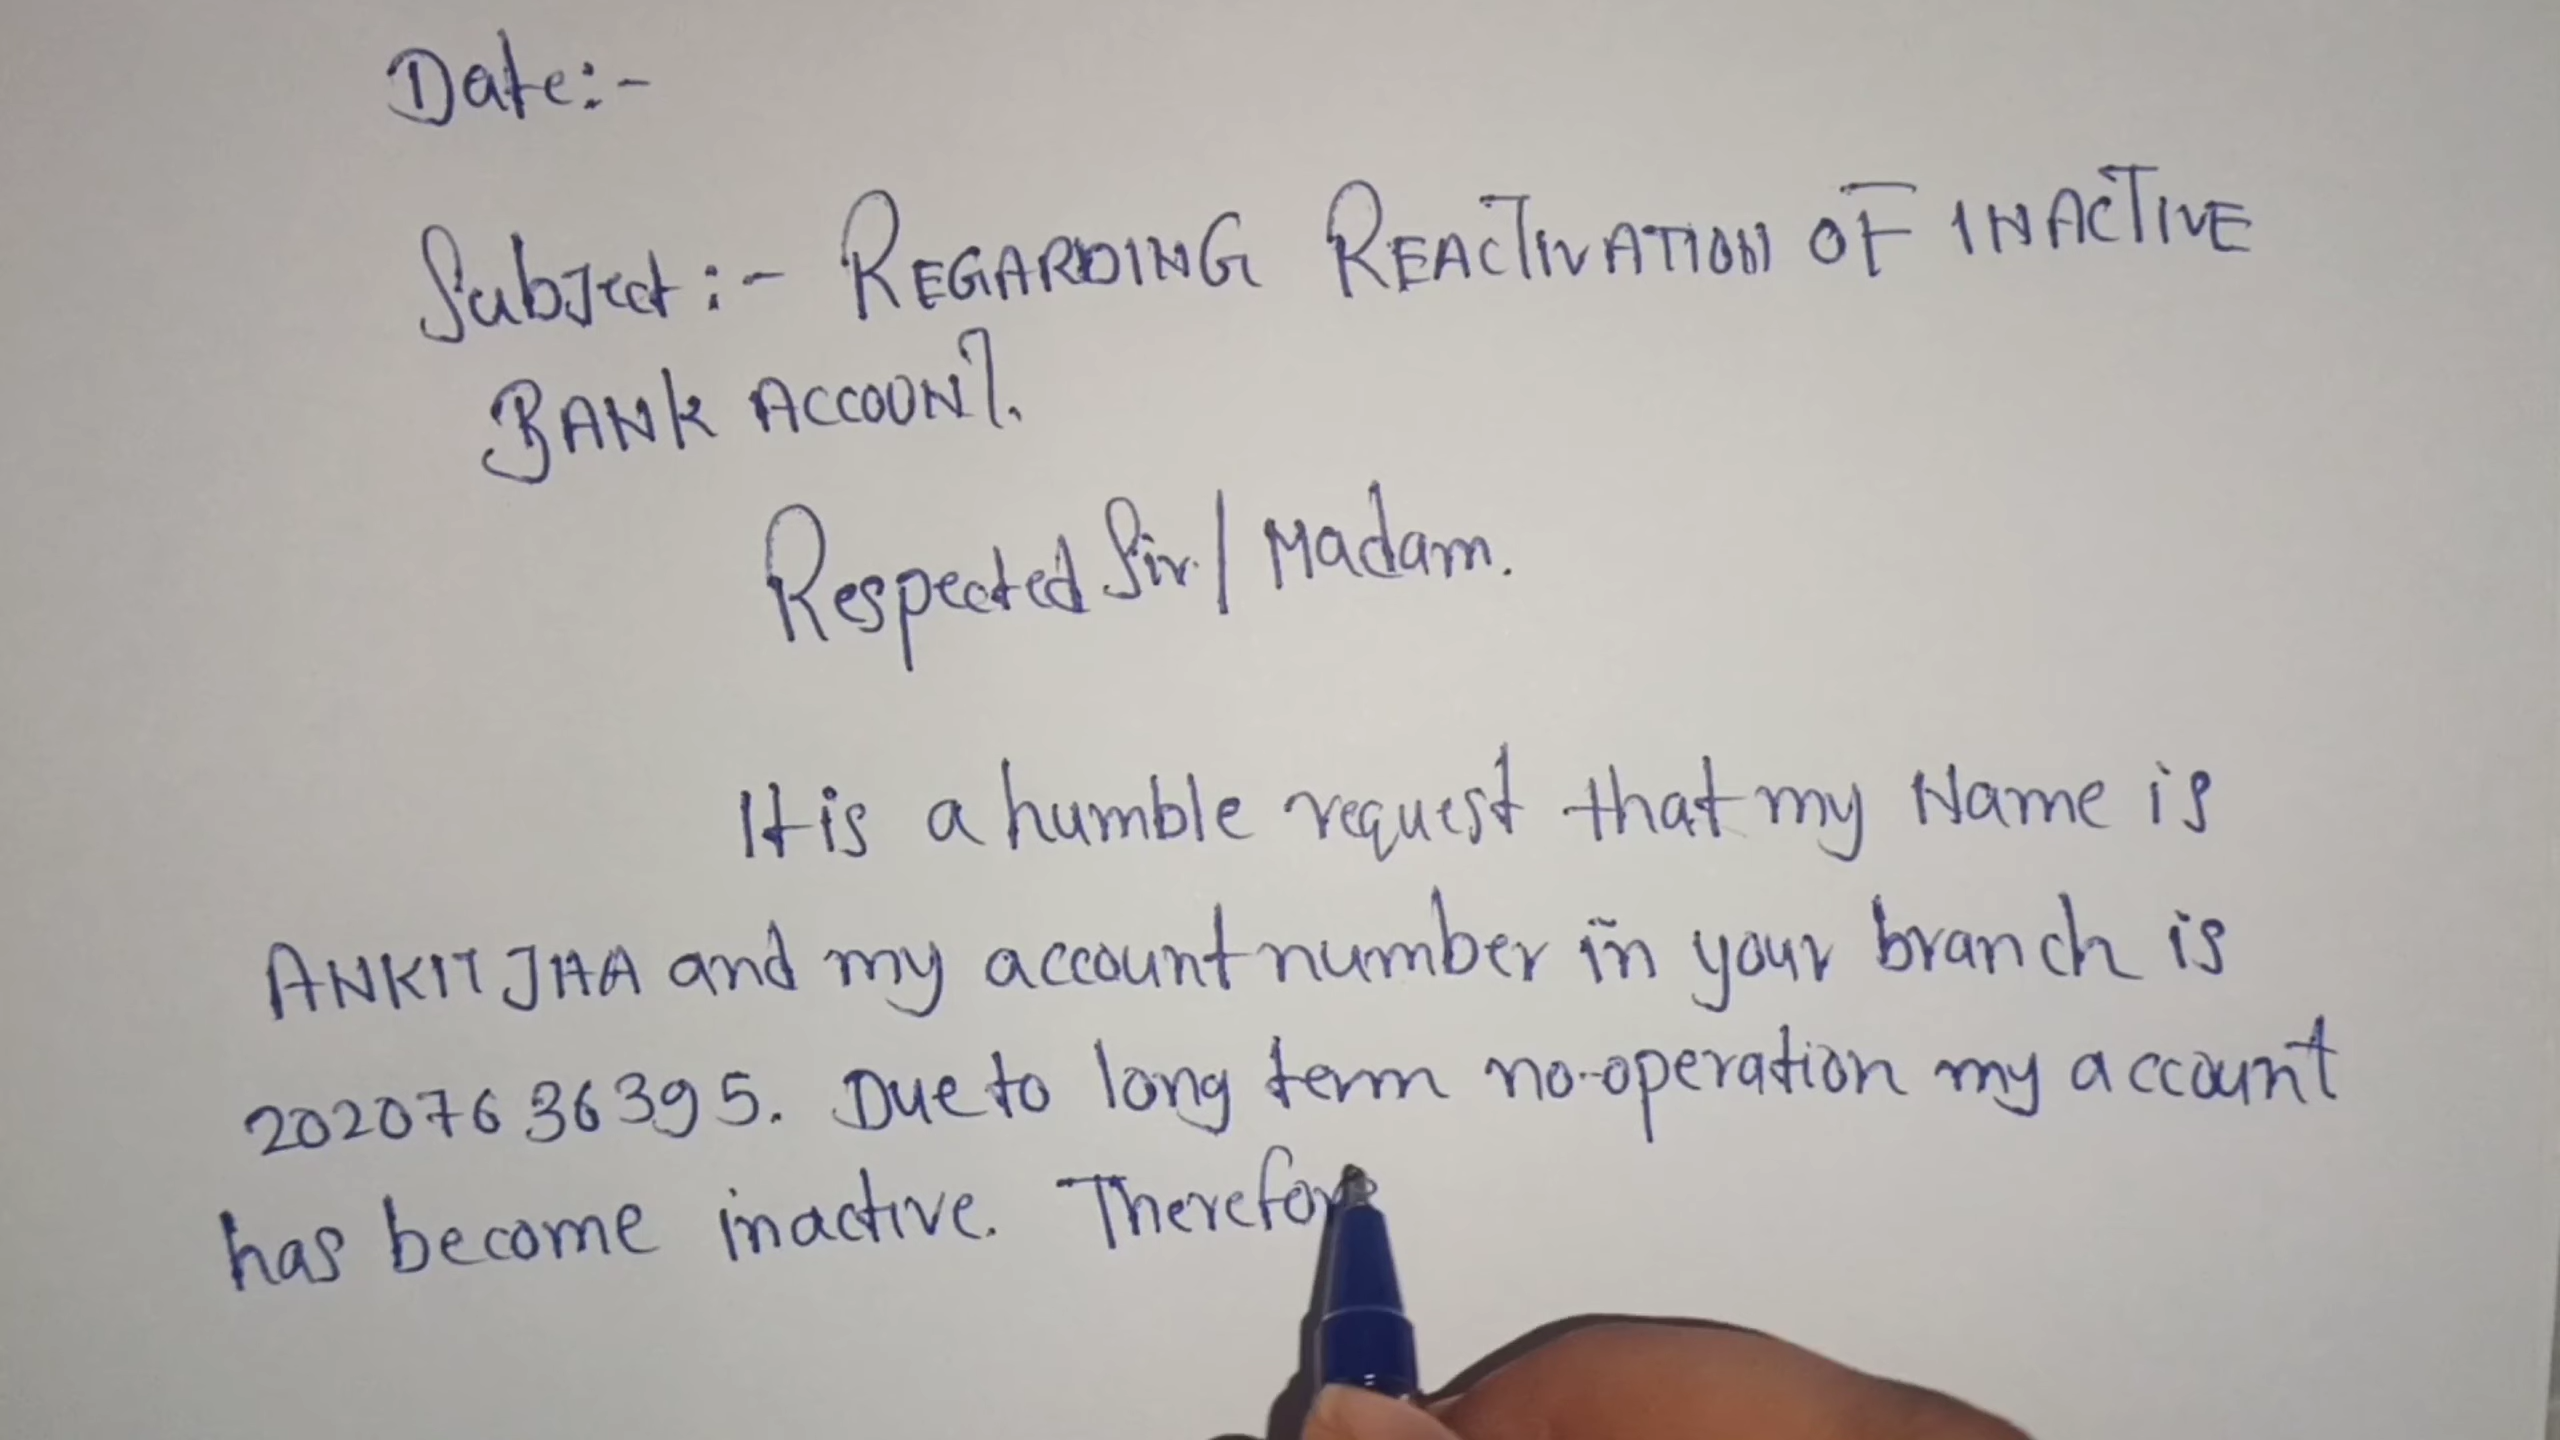 Date:-
Subject:- REGARDING REACTIVATION OF INACTIVE
BANK ACCOUNT.
Respected Sir/Madam.
It is a humble request that my Name is
ANKIT JHA and my account number in your branch is
20207636395. Due to long term no-operation my account
has become inactive. Therefore